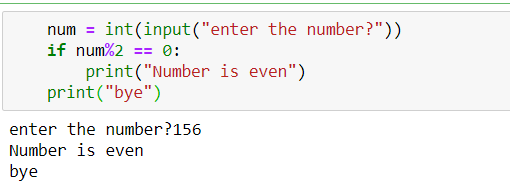 num = int(input("enter the number?"))
if num%2 == 0:
    print("Number is even")
print("bye")
enter the number?156
Number is even
bye